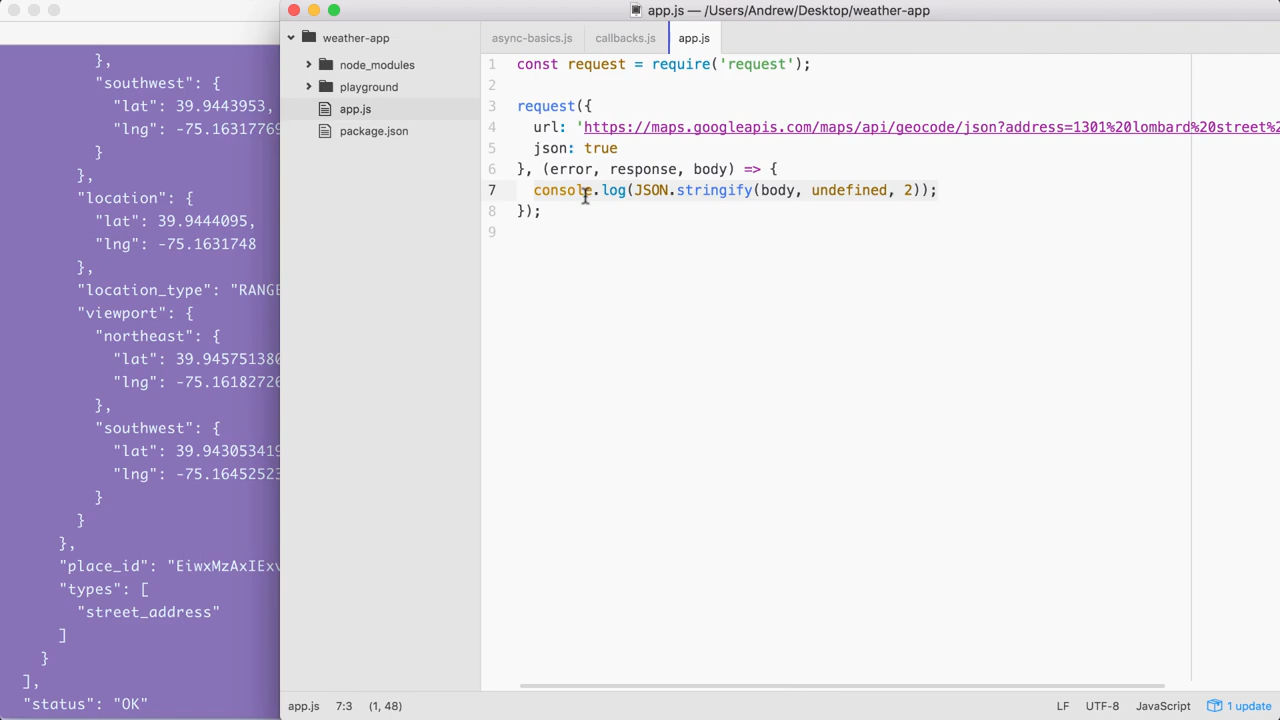 },
"southwest": {
"lat": 39.9443953,
"lng": -75.16317769
}
},
"location": {
"lat": 39.9444095,
"lng": -75.1631748
},
"location_type": "RANGE
"viewport": {
"northeast": {
"lat": 39.945751380
"lng": -75.16182726
},
"southwest": {
"lat": 39.943053419
"lng": -75.16452523
}
}
},
"place_id": "EiwxMzAxIExv
"types": [
"street_address"
]
}
],
"status": "OK"
app.js — /Users/Andrew/Desktop/weather-app
weather-app
node_modules
playground
app.js
package.json
async-basics.js
callbacks.js
app.js
1 const request = require('request');
2
3 request({
4 url: 'https://maps.googleapis.com/maps/api/geocode/json?address=1301%20lombard%20street%2
5 json: true
6 }, (error, response, body) => {
7 console.log(JSON.stringify(body, undefined, 2));
8 });
9
app.js 7:3 (1, 48) LF UTF-8 JavaScript 1 update